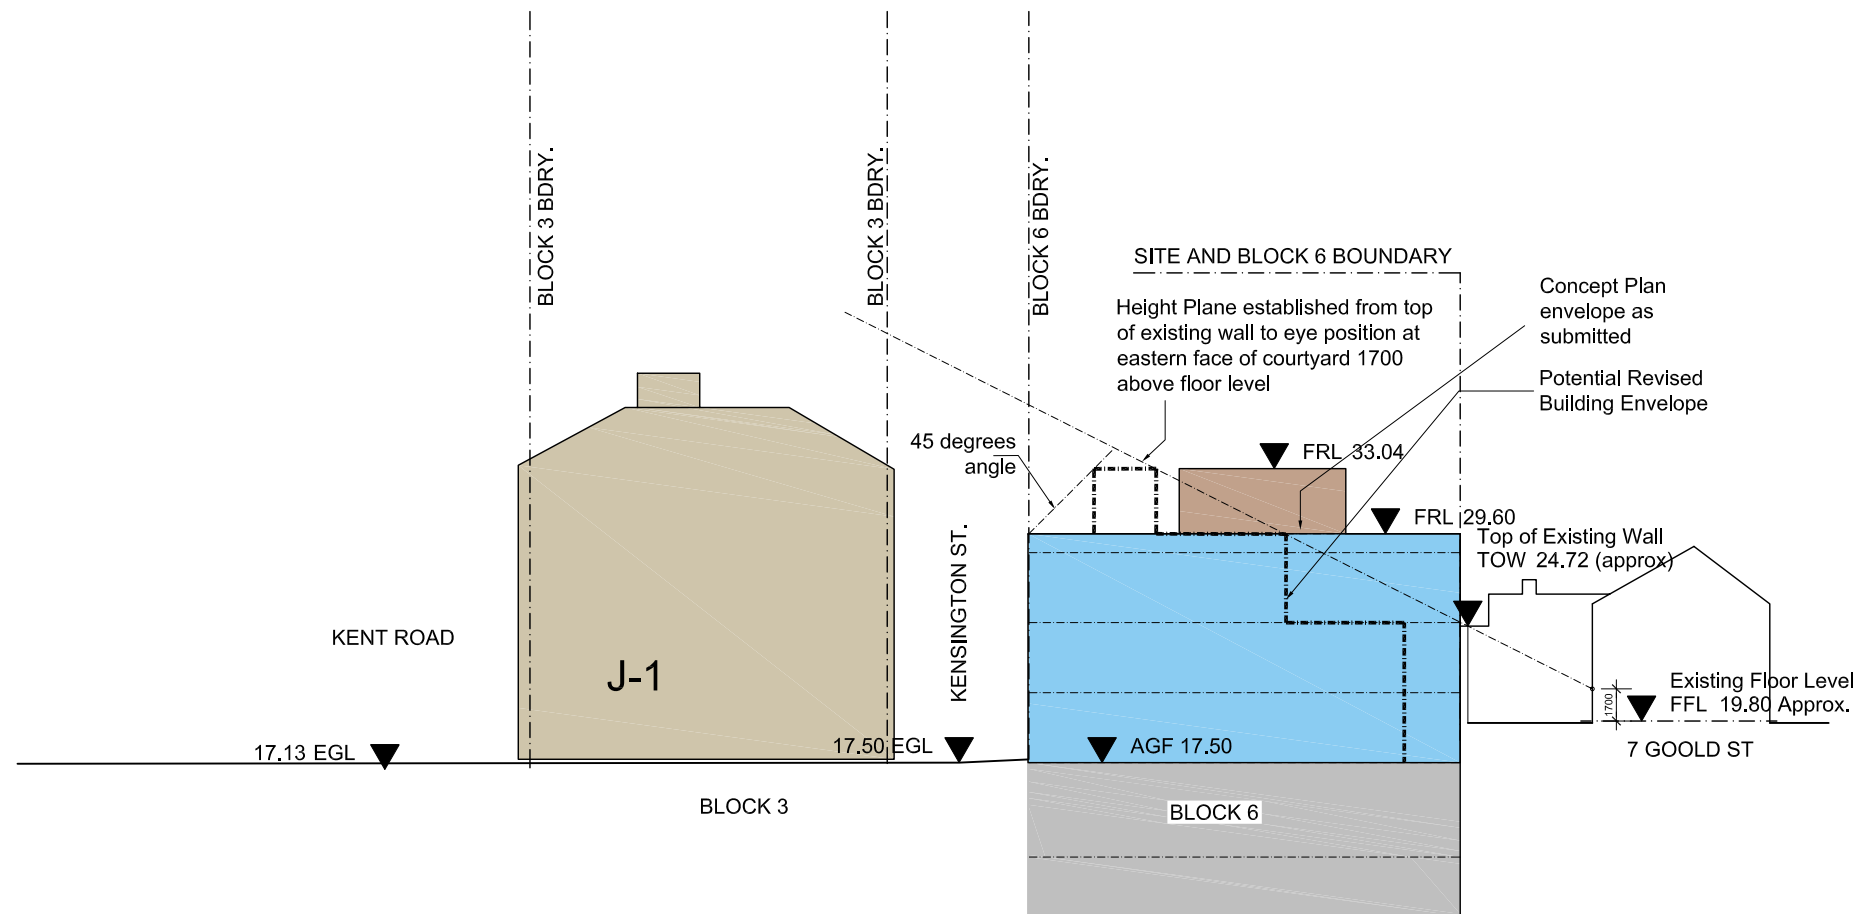 BLOCK 3 BDRY.
BLOCK 3 BDRY.
BLOCK 6 BDRY.
SITE AND BLOCK 6 BOUNDARY
Height Plane established from top
of existing wall to eye position at
eastern face of courtyard 1700
above floor level
Concept Plan
envelope as
submitted
Potential Revised
Building Envelope
45 degrees
angle
FRL 33.04
FRL 29.60
Top of Existing Wall
TOW 24.72 (approx)
KENSINGTON ST.
KENT ROAD
J-1
Existing Floor Level
FFL 19.80 Approx.
1700
7 GOOLD ST
17.13 EGL
17.50 EGL
AGF 17.50
BLOCK 3
BLOCK 6